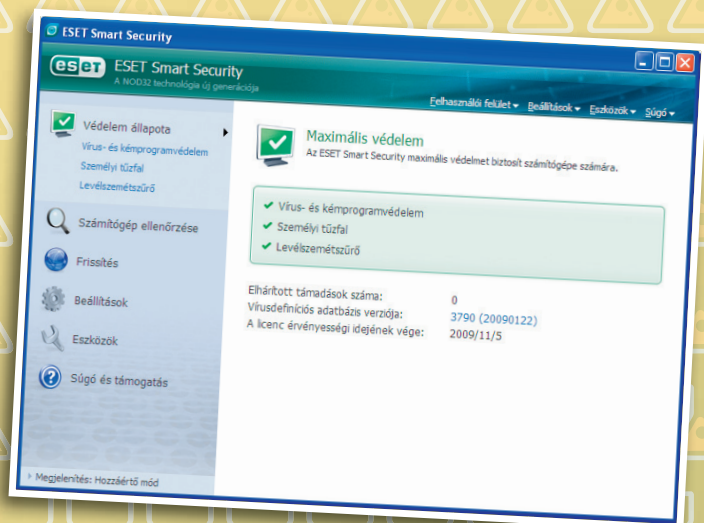 ESET Smart Security
eset ESET Smart Security
A NOD32 technológia új generációja
Felhasználói felület Beállítások Eszközök Súgó
Védelem állapota
Vírus- és kémprogramvédelem
Személyi tűzfal
Levélszemétszűrő
Számítógép ellenőrzése
Frissítés
Beállítások
Eszközök
Súgó és támogatás
Megjelenítés: Hozzáértő mód
Maximális védelem
Az ESET Smart Security maximális védelmet biztosít számítógépe számára.
Vírus- és kémprogramvédelem
Személyi tűzfal
Levélszemétszűrő
Elhárított támadások száma: 0
Vírusdefiníciós adatbázis verziója: 3790 (20090122)
A licenc érvényességi idejének vége: 2009/11/5